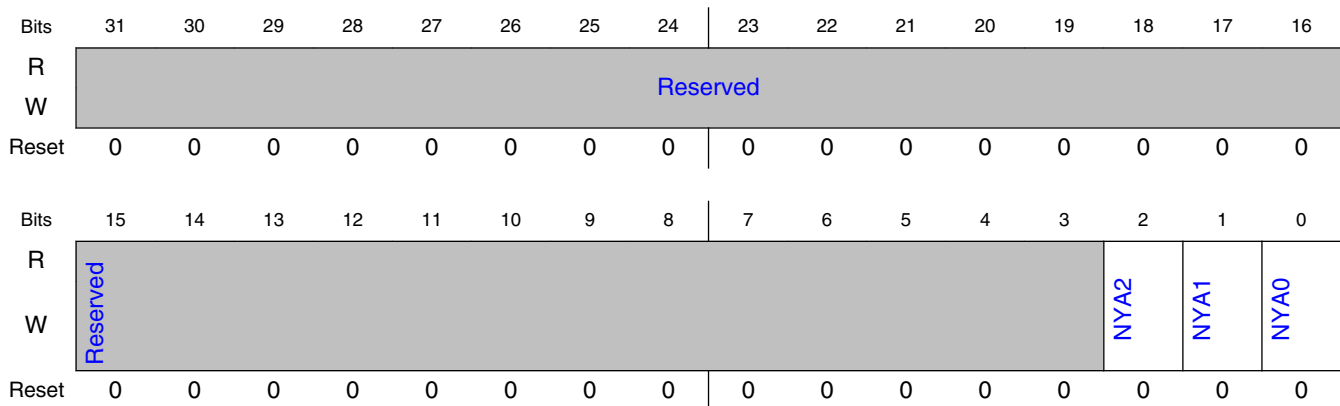 Bits 31 30 29 28 27 26 25 24 23 22 21 20 19 18 17 16
R
Reserved
W
Reset 0 0 0 0 0 0 0 0 0 0 0 0 0 0 0 0
Bits 15 14 13 12 11 10 9 8 7 6 5 4 3 2 1 0
R
Reserved NYA2 NYA1 NYA0
W
Reset 0 0 0 0 0 0 0 0 0 0 0 0 0 0 0 0